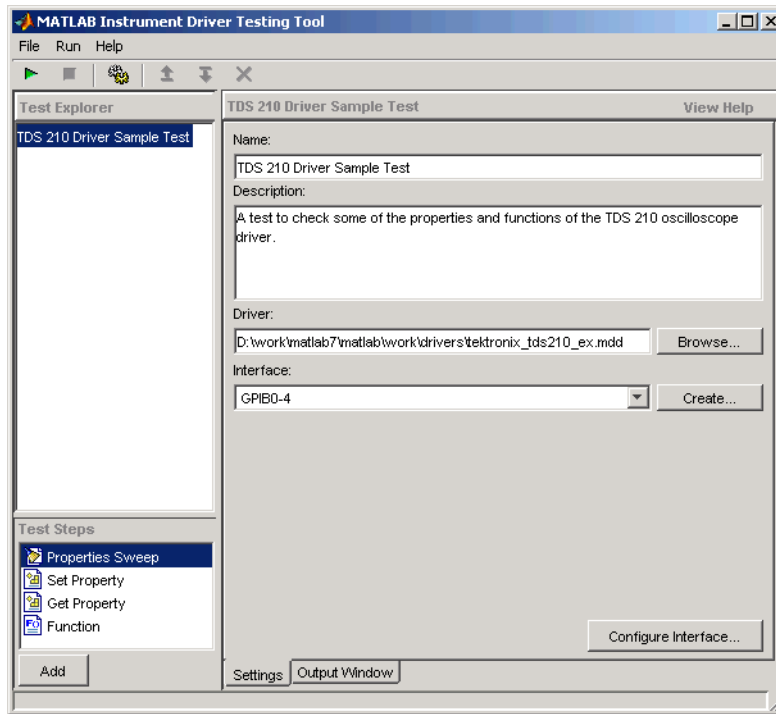 MATLAB Instrument Driver Testing Tool
File Run Help
Test Explorer
TDS 210 Driver Sample Test
TDS 210 Driver Sample Test View Help
Name:
TDS 210 Driver Sample Test
Description:
A test to check some of the properties and functions of the TDS 210 oscilloscope
driver.
Driver:
D:\work\matlab7\matlab\work\drivers\tektronix_tds210_ex.mdd Browse...
Interface:
GPIB0-4 Create...
Test Steps
Properties Sweep
Set Property
Get Property
Function
Add
Configure Interface...
Settings Output Window